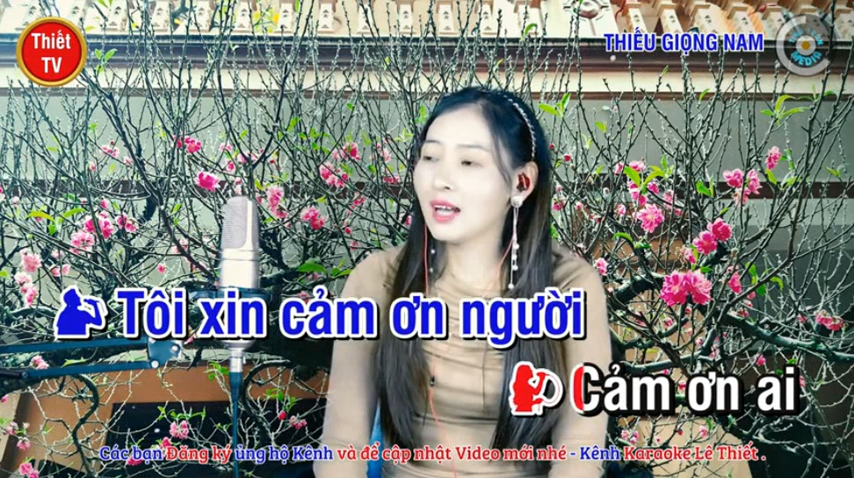 Thiết
TV
THIẾU GIỌNG NAM
MEDIA
Tôi xin cảm ơn người
Cảm ơn ai
Các bạn Đăng ký ủng hộ Kênh và để cập nhật Video mới nhé - Kênh Karaoke Lê Thiết .